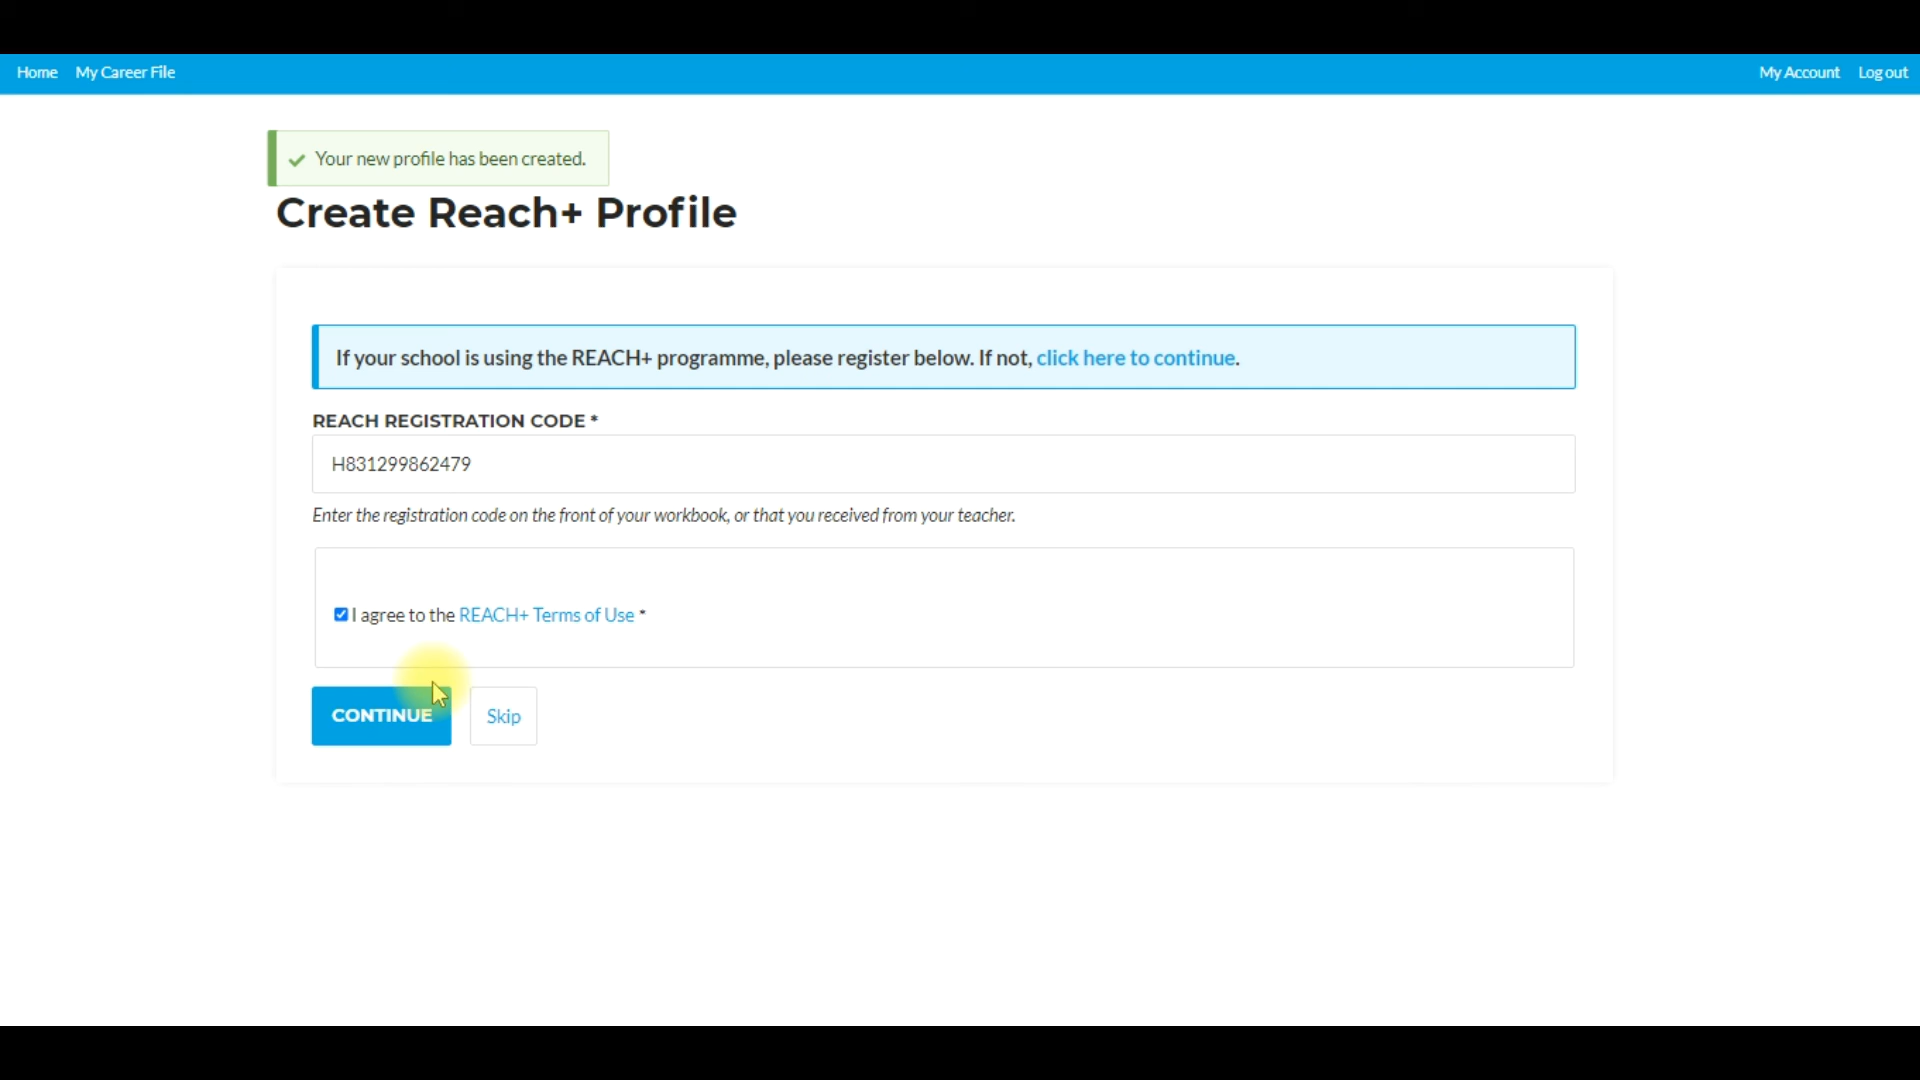 Home My Career File My Account Log out
Your new profile has been created.
Create Reach+ Profile
If your school is using the REACH+ programme, please register below. If not, click here to continue.
REACH REGISTRATION CODE *
H831299862479
Enter the registration code on the front of your workbook, or that you received from your teacher.
I agree to the REACH+ Terms of Use *
CONTINUE Skip